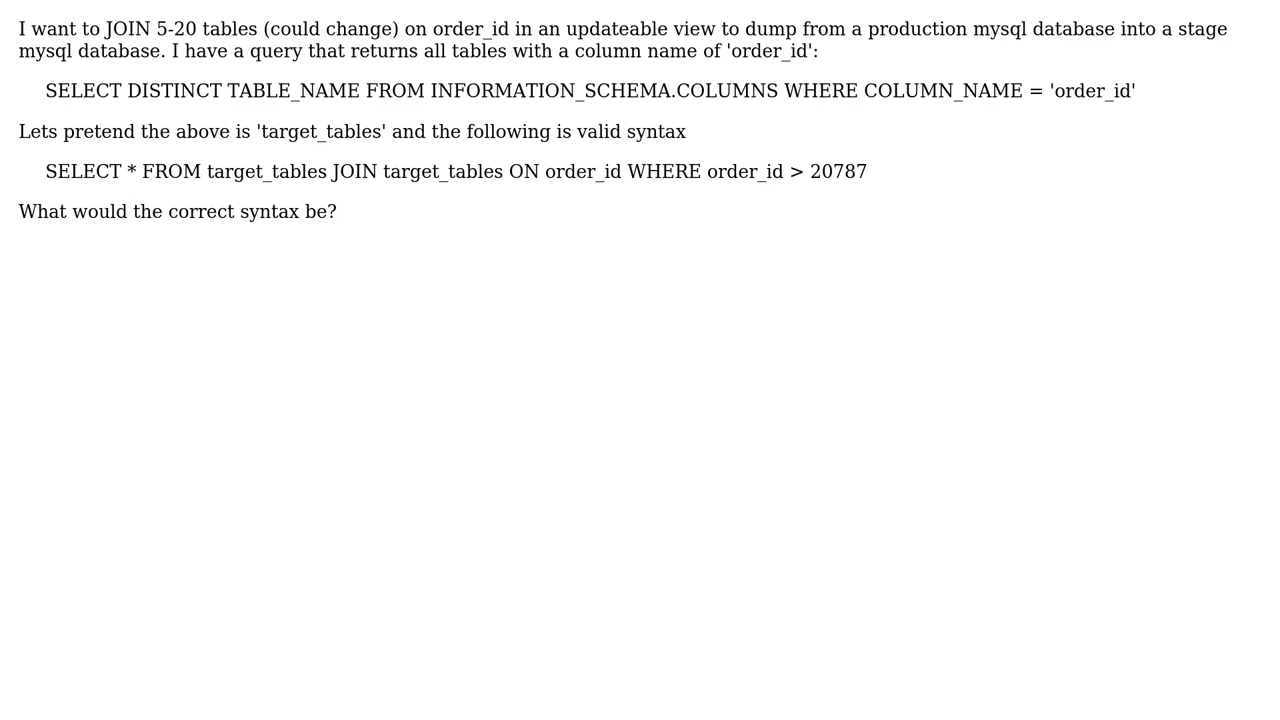 I want to JOIN 5-20 tables (could change) on order_id in an updateable view to dump from a production mysql database into a stage
mysql database. I have a query that returns all tables with a column name of 'order_id':
SELECT DISTINCT TABLE_NAME FROM INFORMATION_SCHEMA.COLUMNS WHERE COLUMN_NAME = 'order_id'
Lets pretend the above is 'target_tables' and the following is valid syntax
SELECT * FROM target_tables JOIN target_tables ON order_id WHERE order_id > 20787
What would the correct syntax be?